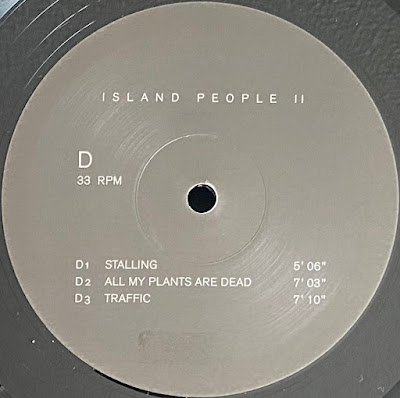 ISLAND PEOPLE II
D
33 RPM
D1 STALLING 5' 06"
D2 ALL MY PLANTS ARE DEAD 7' 03"
D3 TRAFFIC 7' 10"